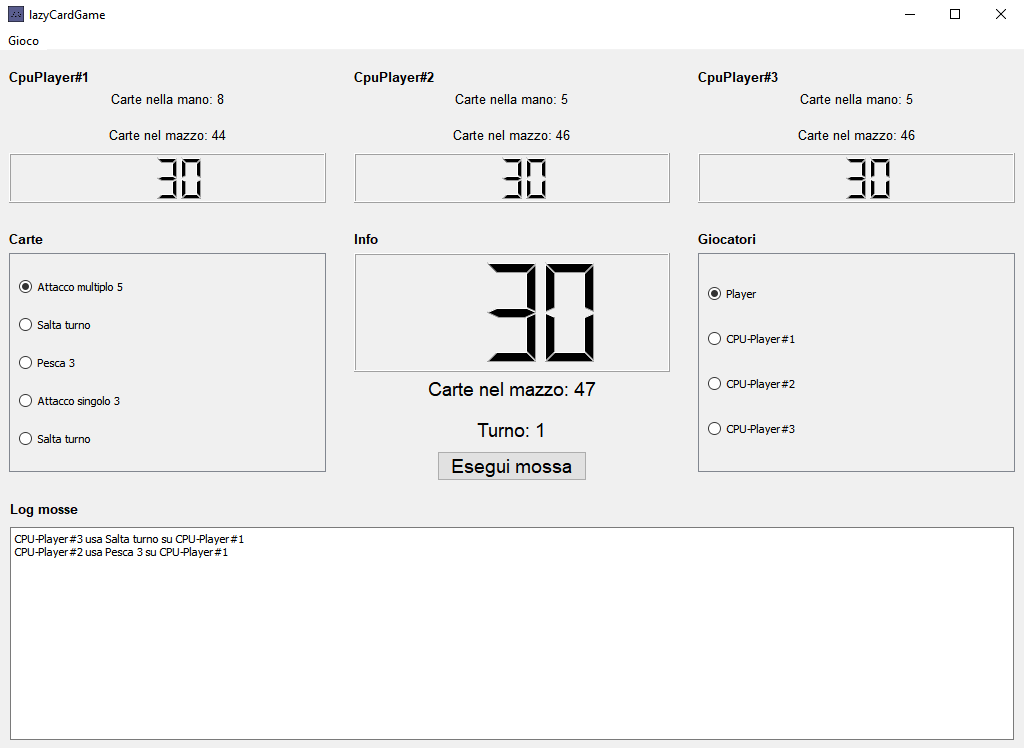 lazyCardGame
Gioco
CpuPlayer#1
Carte nella mano: 8
Carte nel mazzo: 44
30
CpuPlayer#2
Carte nella mano: 5
Carte nel mazzo: 46
30
CpuPlayer#3
Carte nella mano: 5
Carte nel mazzo: 46
30
Carte
Attacco multiplo 5
Salta turno
Pesca 3
Attacco singolo 3
Salta turno
Info
30
Carte nel mazzo: 47
Turno: 1
Esegui mossa
Giocatori
Player
CPU-Player#1
CPU-Player#2
CPU-Player#3
Log mosse
CPU-Player#3 usa Salta turno su CPU-Player#1
CPU-Player#2 usa Pesca 3 su CPU-Player#1